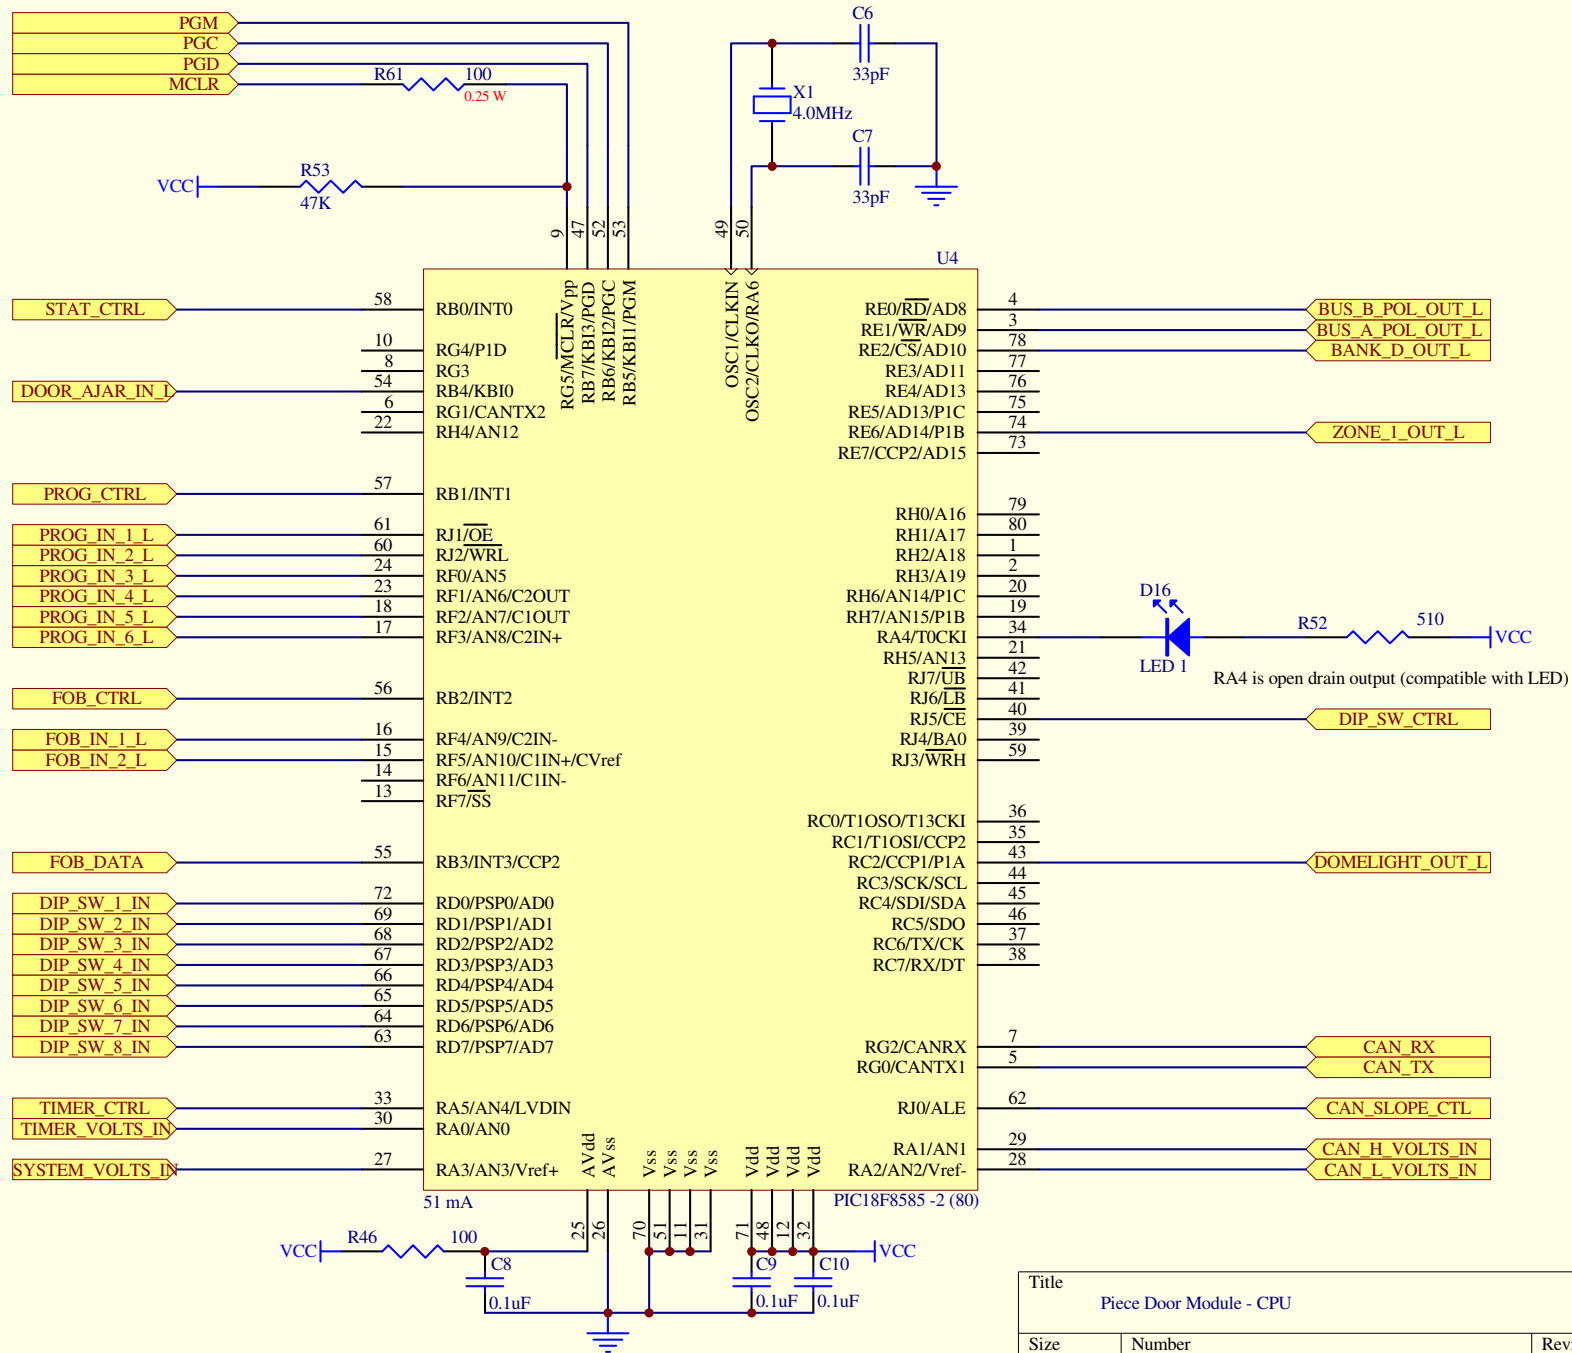 PGM
PGC
PGD
MCLR
R61 100
0.25 W
VCC
R53
47K
C6
33pF
X1
4.0MHz
C7
33pF
9 47 52 53 49 50
U4
RG5/MCLR/Vpp
RB7/KBI3/PGD
RB6/KBI2/PGC
RB5/KBI1/PGM
OSC1/CLKIN
OSC2/CLKO/RA6
STAT_CTRL 58 RB0/INT0
10 RG4/P1D
8 RG3
DOOR_AJAR_IN_L 54 RB4/KBI0
6 RG1/CANTX2
22 RH4/AN12
PROG_CTRL 57 RB1/INT1
PROG_IN_1_L 61 RJ1/OE
PROG_IN_2_L 60 RJ2/WRL
PROG_IN_3_L 24 RF0/AN5
PROG_IN_4_L 23 RF1/AN6/C2OUT
PROG_IN_5_L 18 RF2/AN7/C1OUT
PROG_IN_6_L 17 RF3/AN8/C2IN+
FOB_CTRL 56 RB2/INT2
FOB_IN_1_L 16 RF4/AN9/C2IN-
FOB_IN_2_L 15 RF5/AN10/C1IN+/CVref
14 RF6/AN11/C1IN-
13 RF7/SS
FOB_DATA 55 RB3/INT3/CCP2
DIP_SW_1_IN 72 RD0/PSP0/AD0
DIP_SW_2_IN 69 RD1/PSP1/AD1
DIP_SW_3_IN 68 RD2/PSP2/AD2
DIP_SW_4_IN 67 RD3/PSP3/AD3
DIP_SW_5_IN 66 RD4/PSP4/AD4
DIP_SW_6_IN 65 RD5/PSP5/AD5
DIP_SW_7_IN 64 RD6/PSP6/AD6
DIP_SW_8_IN 63 RD7/PSP7/AD7
TIMER_CTRL 33 RA5/AN4/LVDIN
TIMER_VOLTS_IN 30 RA0/AN0
SYSTEM_VOLTS_IN 27 RA3/AN3/Vref+
RE0/RD/AD8 4 BUS_B_POL_OUT_L
RE1/WR/AD9 3 BUS_A_POL_OUT_L
RE2/CS/AD10 78 BANK_D_OUT_L
RE3/AD11 77
RE4/AD13 76
RE5/AD13/P1C 75
RE6/AD14/P1B 74 ZONE_1_OUT_L
RE7/CCP2/AD15 73
RH0/A16 79
RH1/A17 80
RH2/A18 1
RH3/A19 2
RH6/AN14/P1C 20
RH7/AN15/P1B 19
RA4/T0CKI 34
D16
LED 1
R52 510
VCC
RA4 is open drain output (compatible with LED)
RH5/AN13 21
RJ7/UB 42
RJ6/LB 41
RJ5/CE 40 DIP_SW_CTRL
RJ4/BA0 39
RJ3/WRH 59
RC0/T1OSO/T13CKI 36
RC1/T1OSI/CCP2 35
RC2/CCP1/P1A 43 DOMELIGHT_OUT_L
RC3/SCK/SCL 44
RC4/SDI/SDA 45
RC5/SDO 46
RC6/TX/CK 37
RC7/RX/DT 38
RG2/CANRX 7 CAN_RX
RG0/CANTX1 5 CAN_TX
RJ0/ALE 62 CAN_SLOPE_CTL
RA1/AN1 29 CAN_H_VOLTS_IN
RA2/AN2/Vref- 28 CAN_L_VOLTS_IN
AVdd AVss Vss Vss Vss Vss Vdd Vdd Vdd Vdd
51 mA
PIC18F8585 -2 (80)
25 26 70 51 11 31 71 48 12 32
VCC R46 100
VCC
C8
0.1uF
C9
0.1uF
C10
0.1uF
Title
Piece Door Module - CPU
Size Number Rev